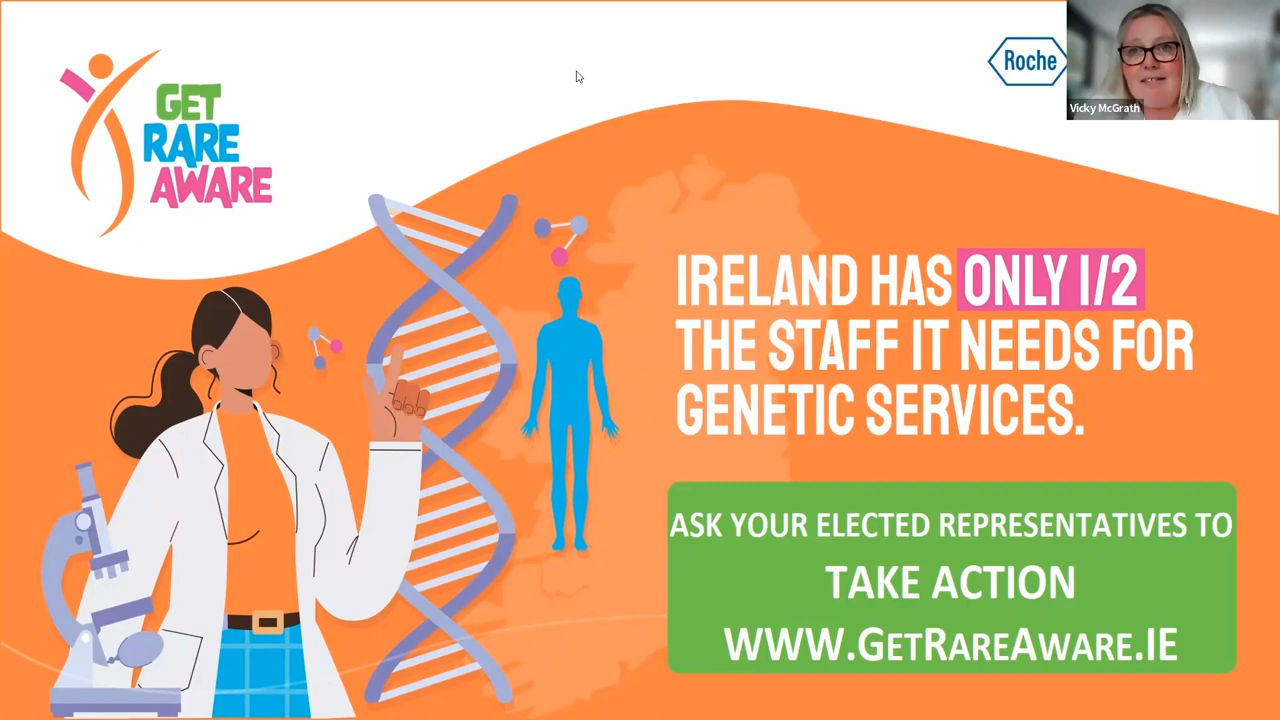 GET
RARE
AWARE
Roche
Vicky McGrath
IRELAND HAS ONLY 1/2
THE STAFF IT NEEDS FOR
GENETIC SERVICES.
ASK YOUR ELECTED REPRESENTATIVES TO
TAKE ACTION
WWW.GETRAREAWARE.IE